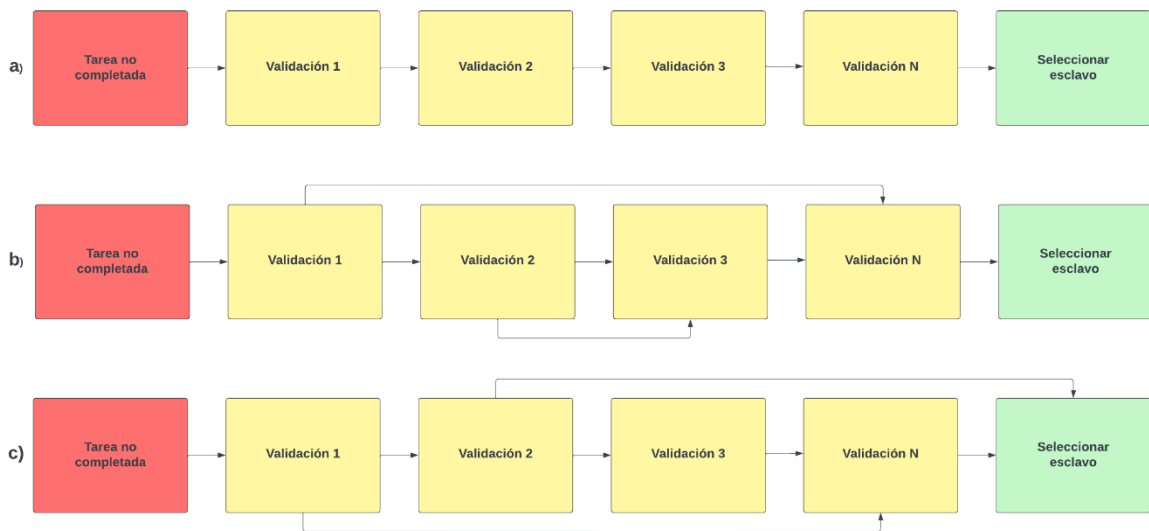 a)
Tarea no
completada
Validación 1
Validación 2
Validación 3
Validación N
Seleccionar
esclavo
b)
Tarea no
completada
Validación 1
Validación 2
Validación 3
Validación N
Seleccionar
esclavo
c)
Tarea no
completada
Validación 1
Validación 2
Validación 3
Validación N
Seleccionar
esclavo